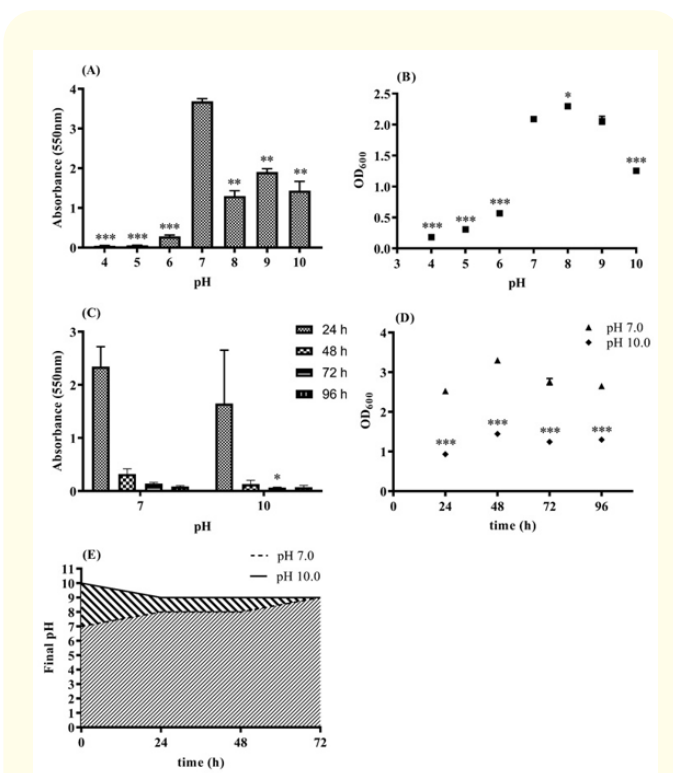 (A)
Absorbance (550nm)
4
3
2
1
0
*** *** *** ** ** **
4 5 6 7 8 9 10
pH
(B)
OD600
2.5
2.0
1.5
1.0
0.5
0.0
*** *** *** * ***
3 4 5 6 7 8 9 10
pH
(C)
Absorbance (550nm)
3
2
1
0
24 h
48 h
72 h
96 h
*
7 10
pH
(D)
pH 7.0
pH 10.0
OD600
4
3
2
1
0
*** *** *** ***
0 24 48 72 96
time (h)
(E)
pH 7.0
pH 10.0
Final pH
11
10
9
8
7
6
5
4
3
2
1
0
0 24 48 72
time (h)